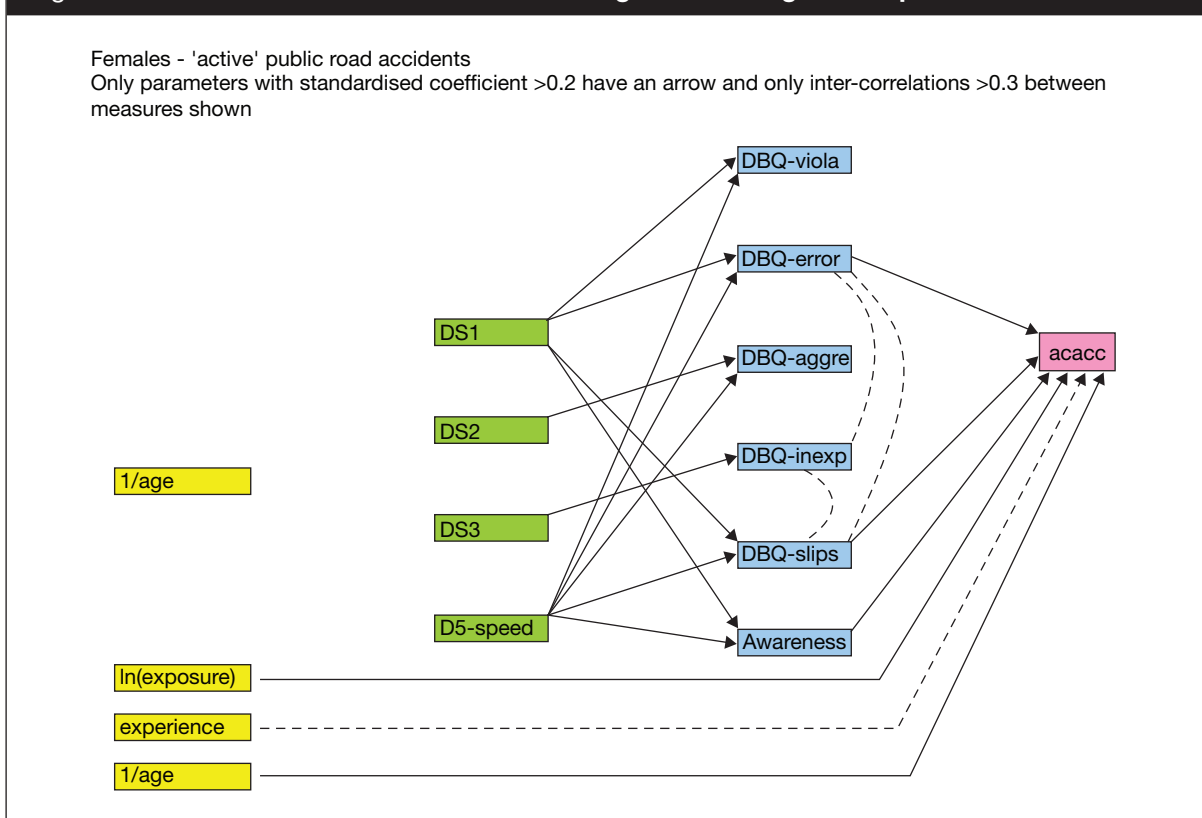 Females - 'active' public road accidents
Only parameters with standardised coefficient >0.2 have an arrow and only inter-correlations >0.3 between
measures shown
DBQ-viola
DBQ-error
DS1
acacc
DBQ-aggre
DS2
DBQ-inexp
1/age
DS3
DBQ-slips
D5-speed
Awareness
ln(exposure)
experience
1/age